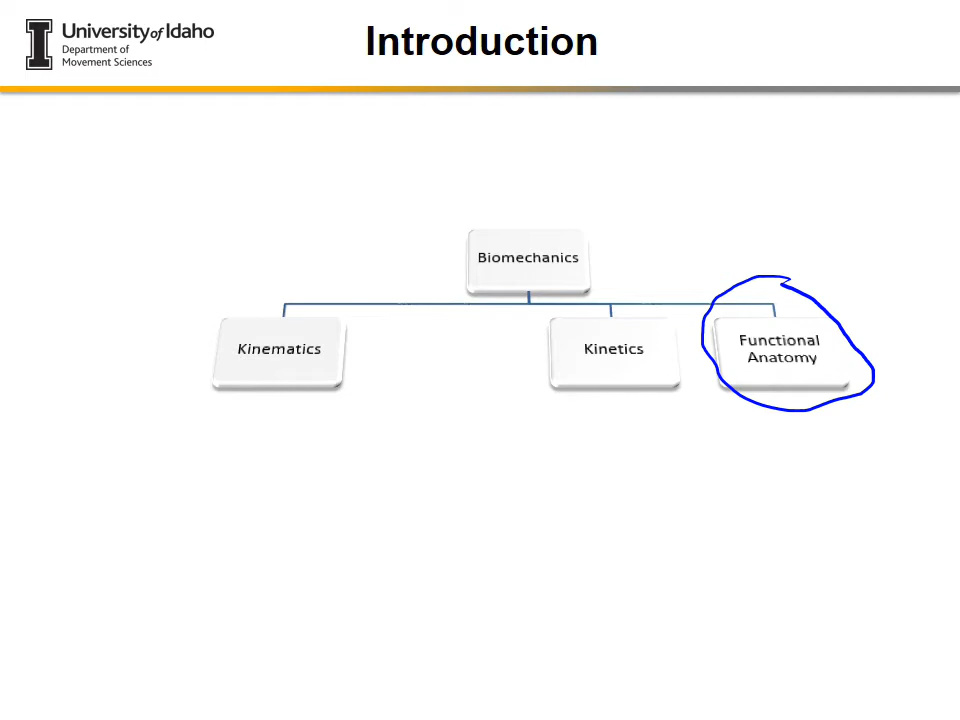 University of Idaho
Department of
Movement Sciences
Introduction
Biomechanics
Kinematics
Kinetics
Functional
Anatomy